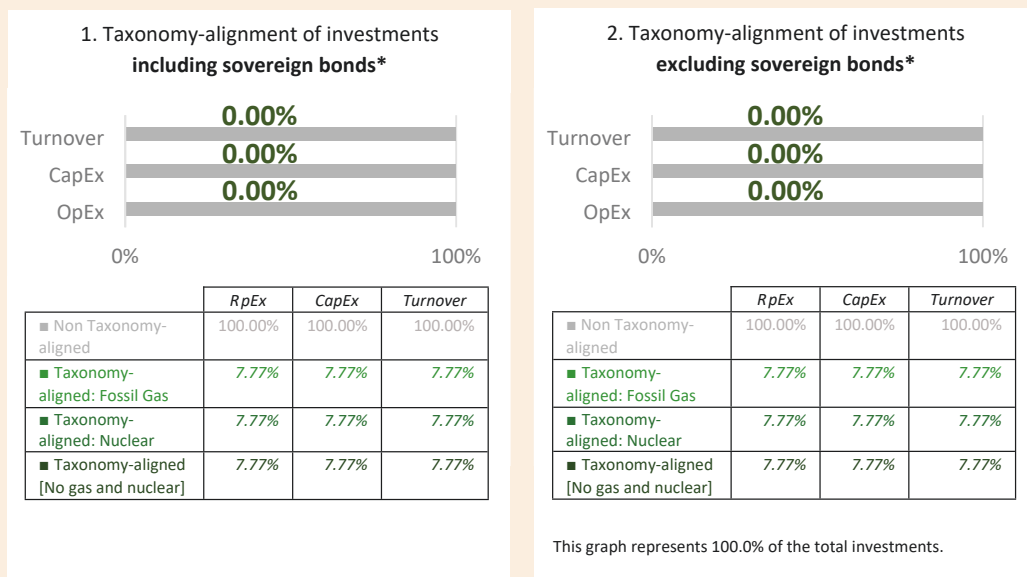 1. Taxonomy-alignment of investments
including sovereign bonds*
0.00%
Turnover
0.00%
CapEx
0.00%
OpEx
0% 100%
RpEx CapEx Turnover
■ Non Taxonomy-
aligned 100.00% 100.00% 100.00%
■ Taxonomy-
aligned: Fossil Gas 7.77% 7.77% 7.77%
■ Taxonomy-
aligned: Nuclear 7.77% 7.77% 7.77%
■ Taxonomy-aligned
[No gas and nuclear] 7.77% 7.77% 7.77%
2. Taxonomy-alignment of investments
excluding sovereign bonds*
0.00%
Turnover
0.00%
CapEx
0.00%
OpEx
0% 100%
RpEx CapEx Turnover
■ Non Taxonomy-
aligned 100.00% 100.00% 100.00%
■ Taxonomy-
aligned: Fossil Gas 7.77% 7.77% 7.77%
■ Taxonomy-
aligned: Nuclear 7.77% 7.77% 7.77%
■ Taxonomy-aligned
[No gas and nuclear] 7.77% 7.77% 7.77%
This graph represents 100.0% of the total investments.